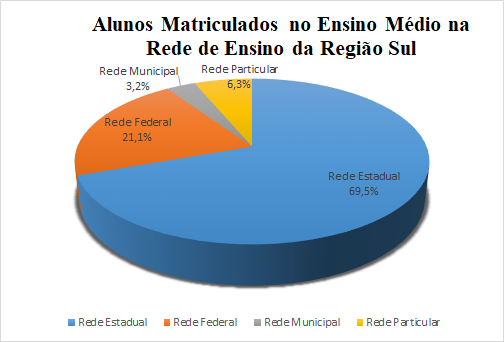 Alunos Matriculados no Ensino Médio na
Rede de Ensino da Região Sul
Rede Municipal
3,2%
Rede Particular
6,3%
Rede Federal
21,1%
Rede Estadual
69,5%
Rede Estadual
Rede Federal
Rede Municipal
Rede Particular